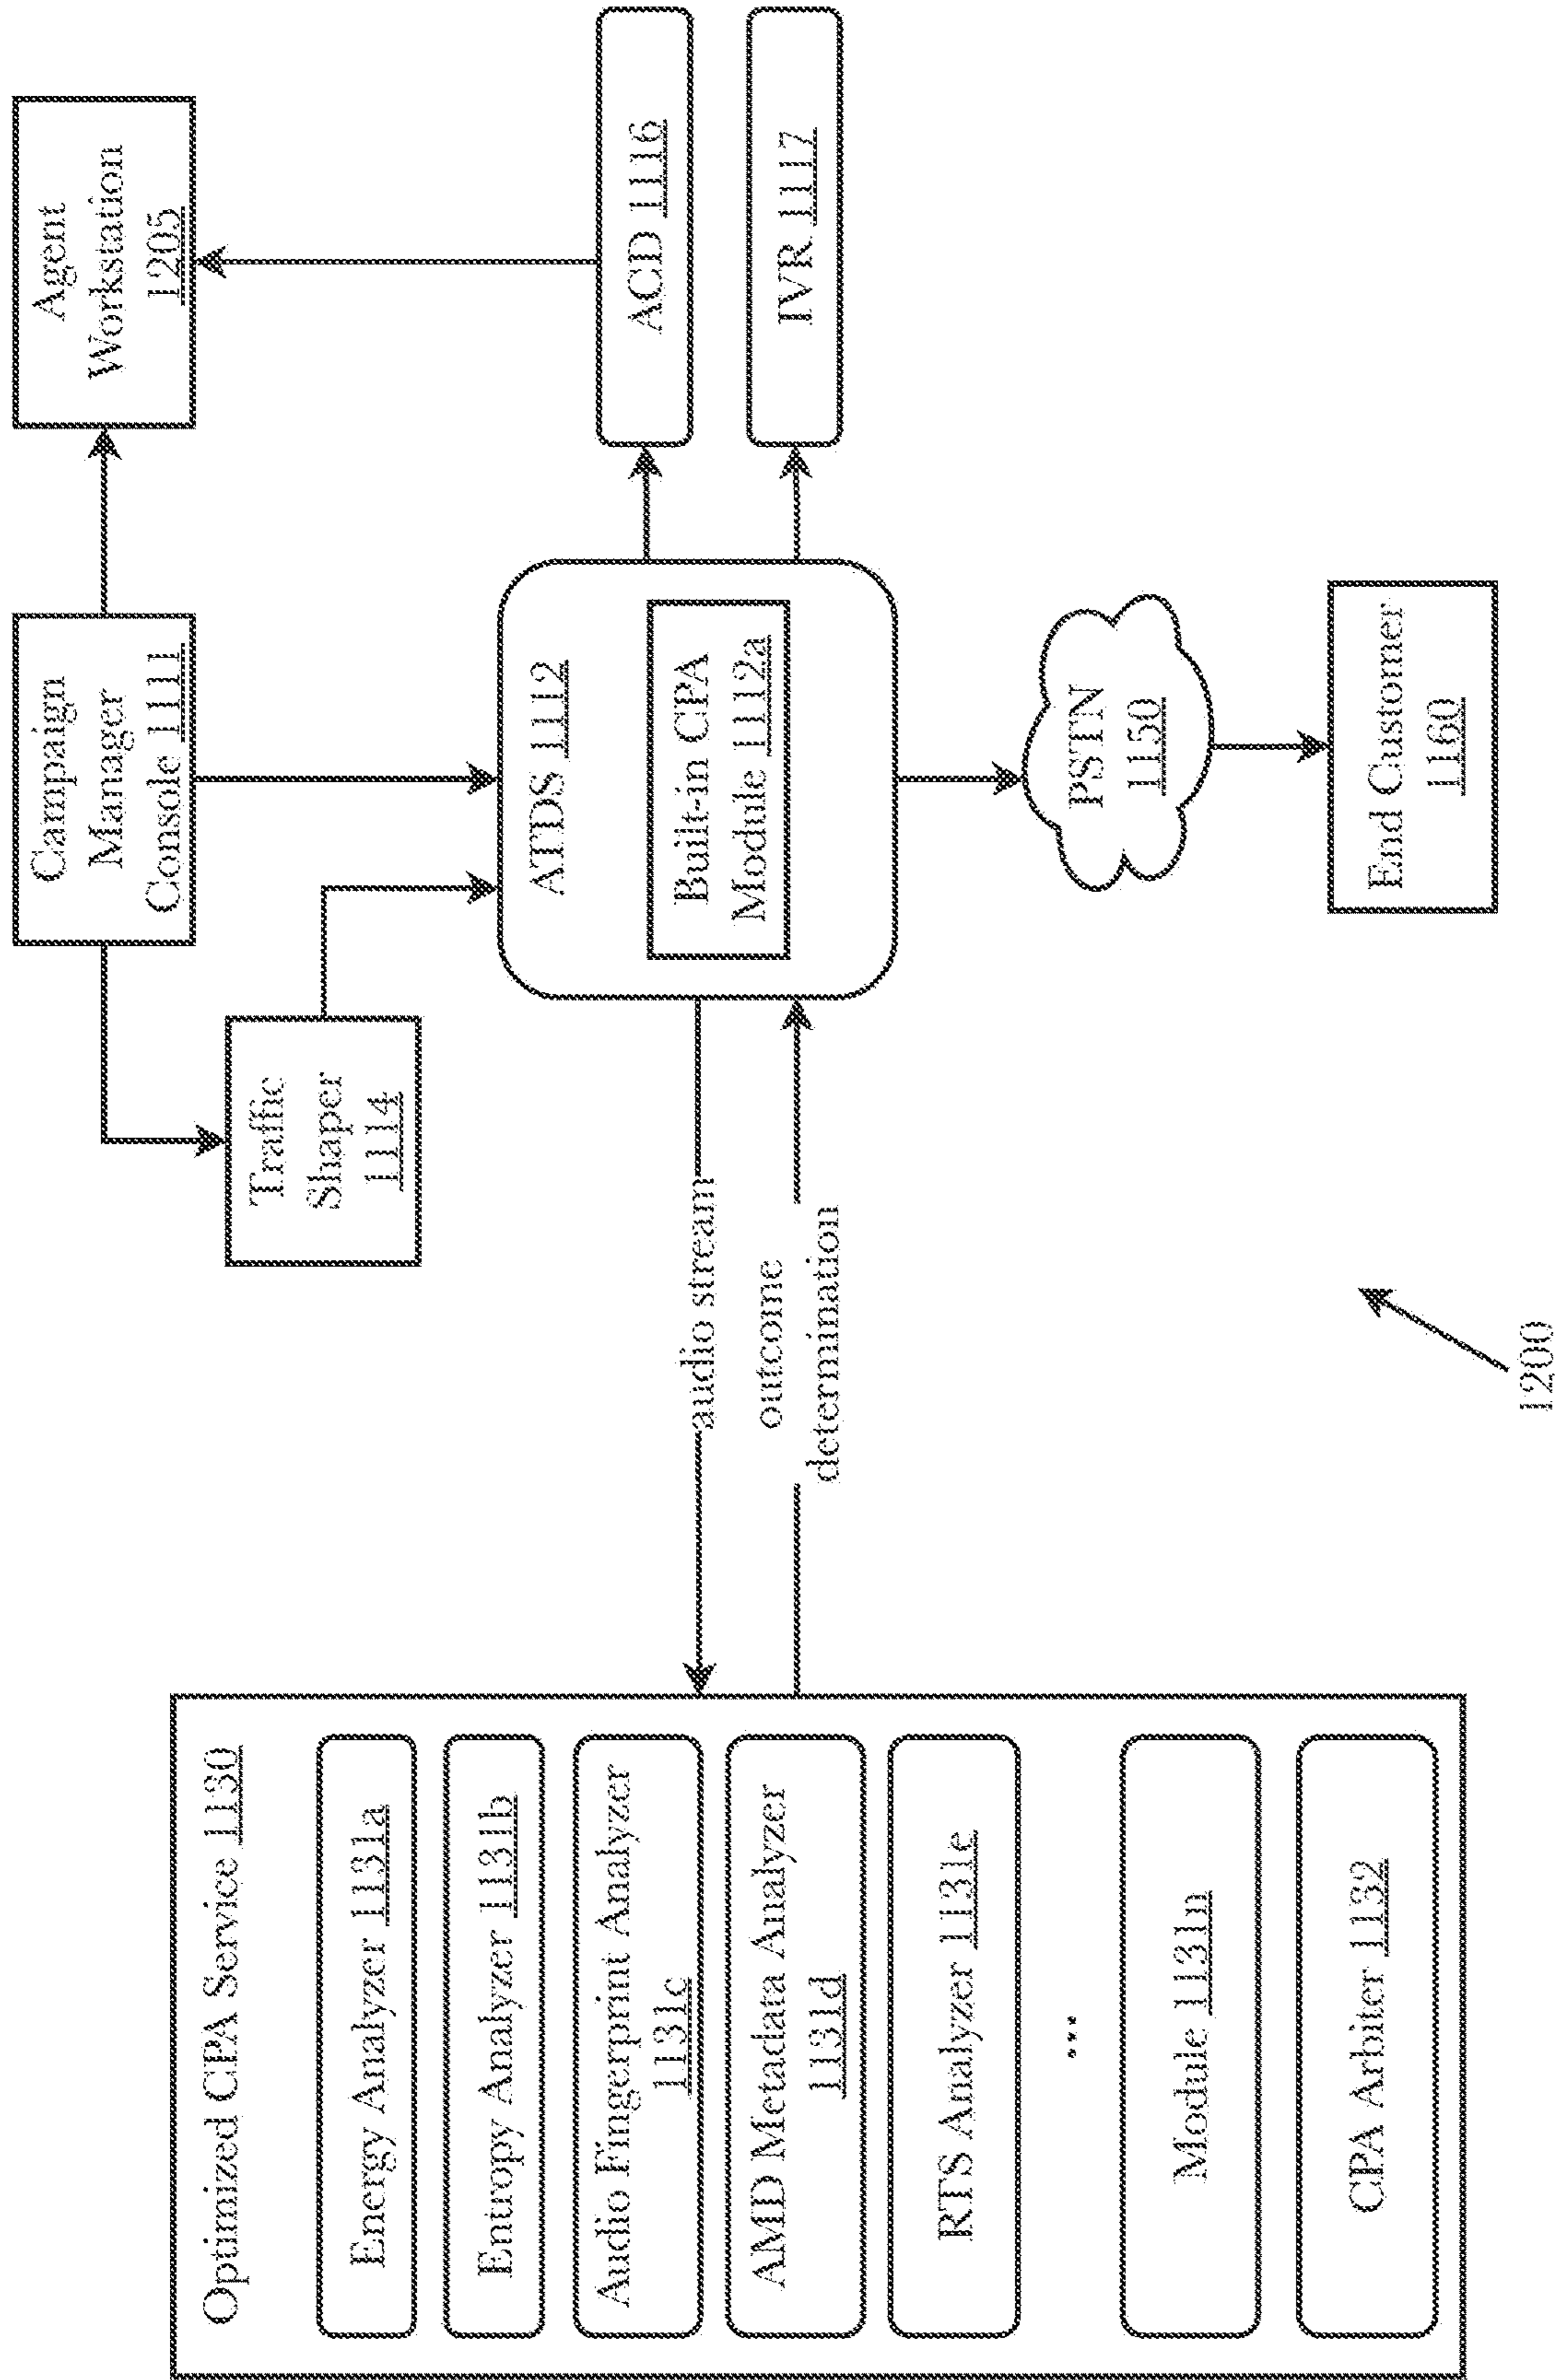 Optimized CPA Service 1130
Energy Analyzer 1131a
Entropy Analyzer 1131b
Audio Fingerprint Analyzer
1131c
AMD Metadata Analyzer
1131d
RTS Analyzer 1131e
...
Module 1131n
CPA Arbiter 1132
audio stream
outcome
determination
Traffic
Shaper
1114
Campaign
Manager
Console 1111
ATDS 1112
Built-in CPA
Module 1112a
PSTN
1150
End Customer
1160
Agent
Workstation
1205
ACD 1116
IVR 1117
1200